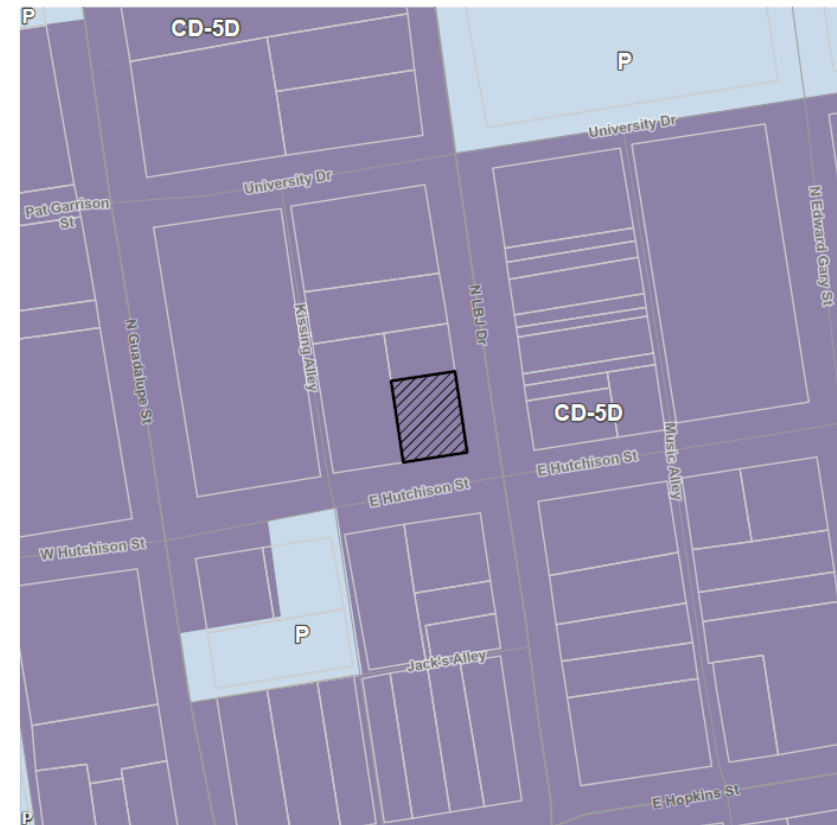 P
CD-5D
P
University Dr
University Dr
Pat Garrison
St
N Edward Gary St
N LBJ Dr
Kissing Alley
N Guadalupe St
CD-5D
Music Alley
E Hutchison St
E Hutchison St
W Hutchison St
P
Jack's Alley
E Hopkins St
P